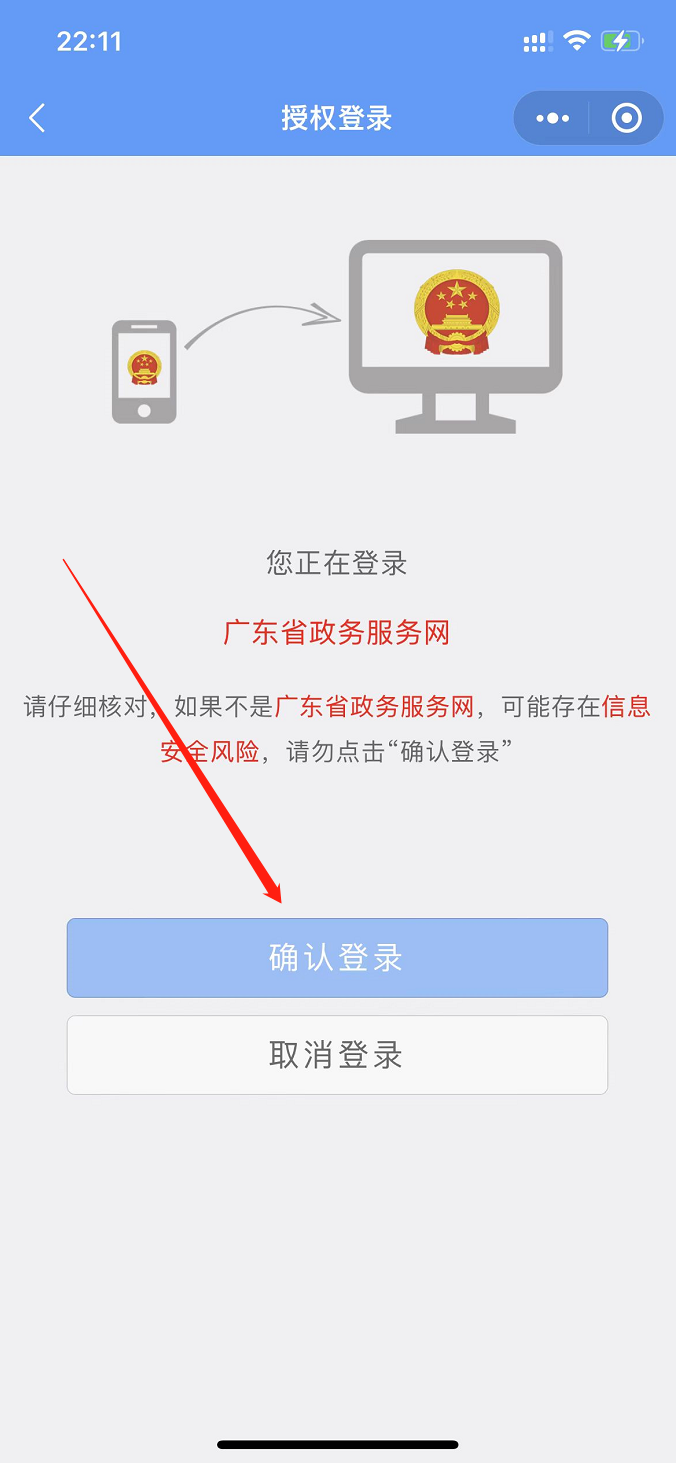 22:11
授权登录
您正在登录
广东省政务服务网
请仔细核对，如果不是广东省政务服务网，可能存在信息
安全风险，请勿点击“确认登录”
确认登录
取消登录